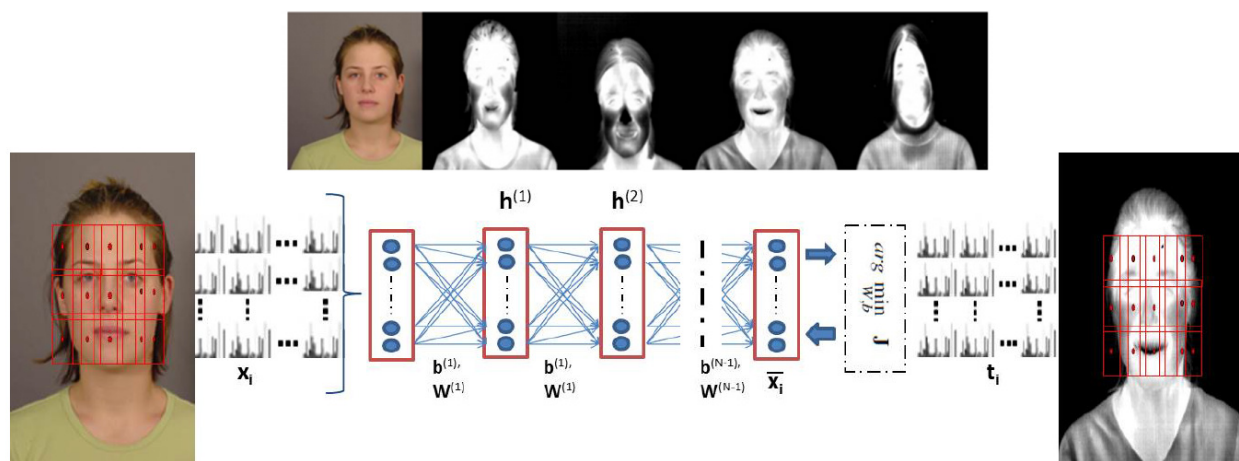 h(1) h(2)
arg min J
W,b
b(1), b(1), b(N-1),
W(1) W(1) W(N-1)
xi x̅i ti